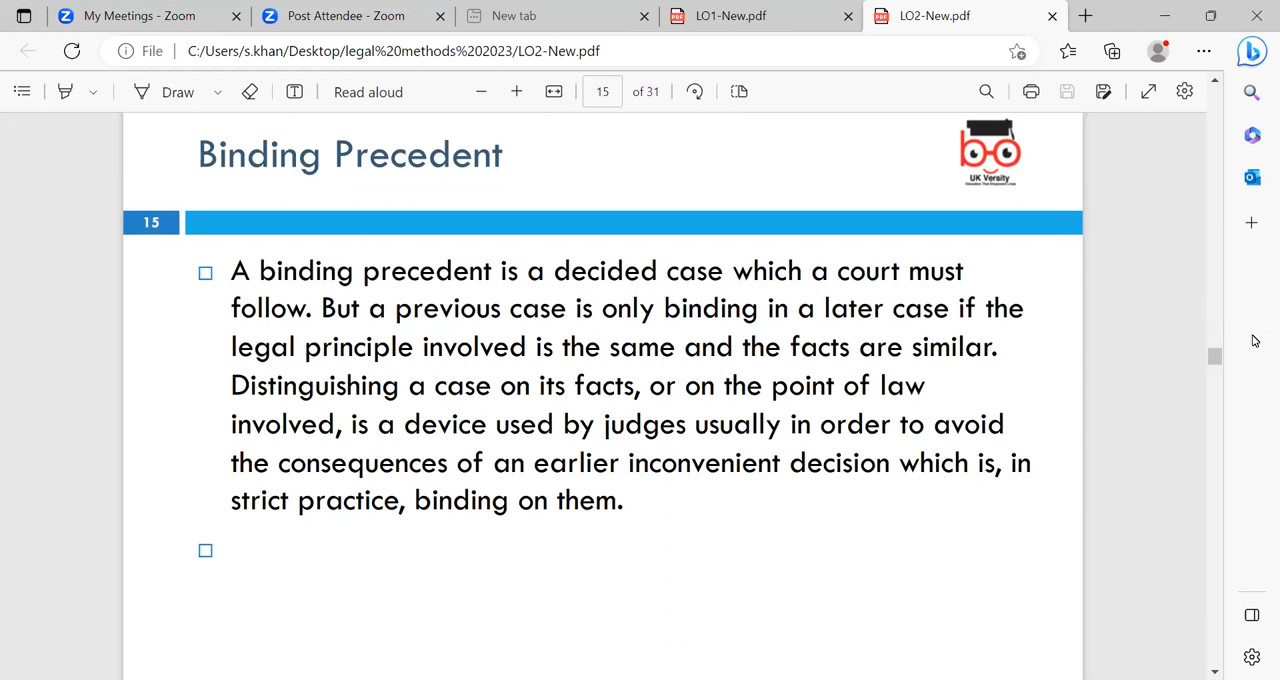 My Meetings - Zoom
Post Attendee - Zoom
New tab
LO1-New.pdf
LO2-New.pdf
File
C:/Users/s.khan/Desktop/legal%20methods%202023/LO2-New.pdf
Draw
Read aloud
15
of 31
Binding Precedent
UK Versity
15
A binding precedent is a decided case which a court must
follow. But a previous case is only binding in a later case if the
legal principle involved is the same and the facts are similar.
Distinguishing a case on its facts, or on the point of law
involved, is a device used by judges usually in order to avoid
the consequences of an earlier inconvenient decision which is, in
strict practice, binding on them.